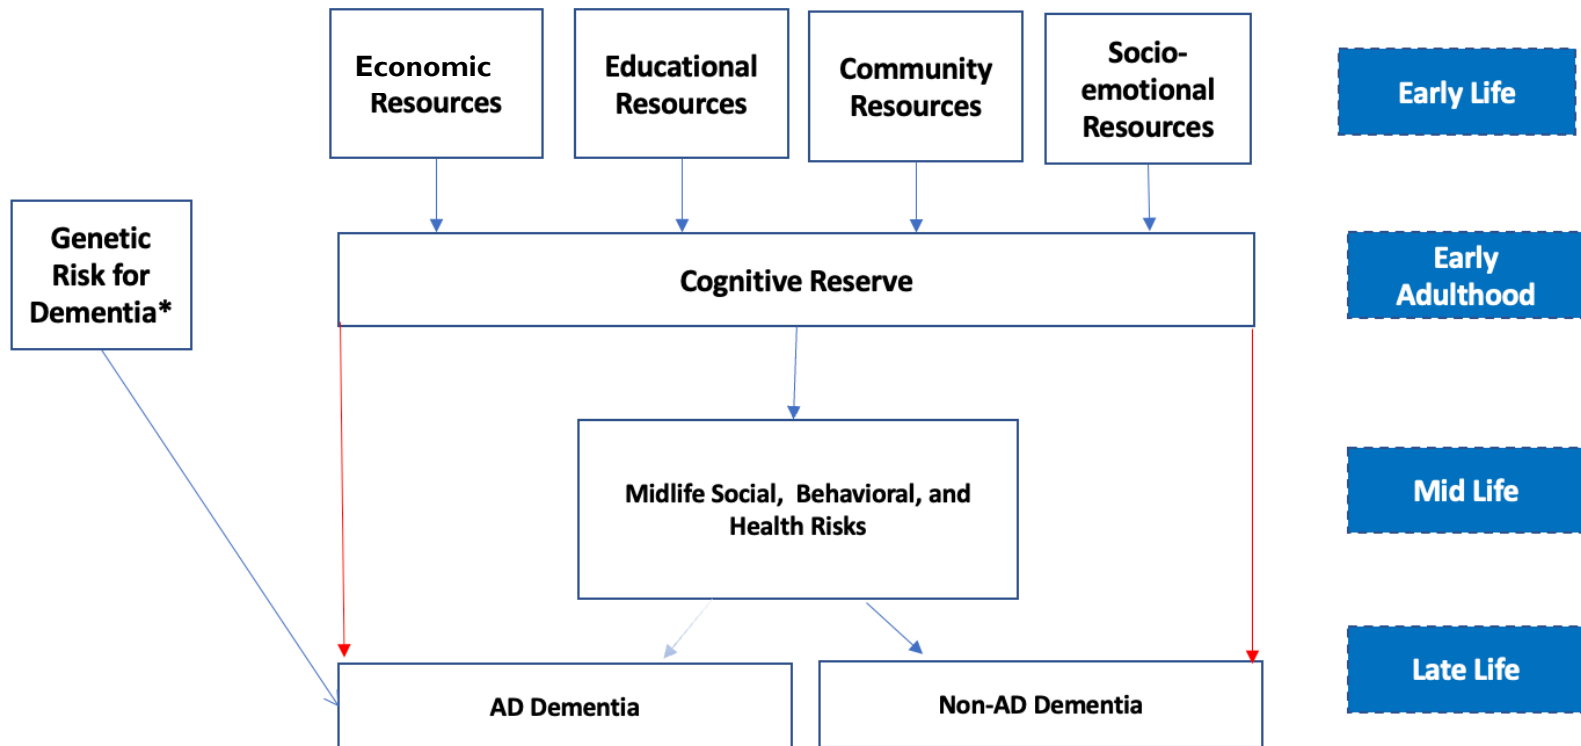 Economic
Resources
Educational
Resources
Community
Resources
Socio-
emotional
Resources
Early Life
Genetic
Risk for
Dementia*
Cognitive Reserve
Early
Adulthood
Midlife Social,  Behavioral, and
Health Risks
Mid Life
AD Dementia
Non-AD Dementia
Late Life